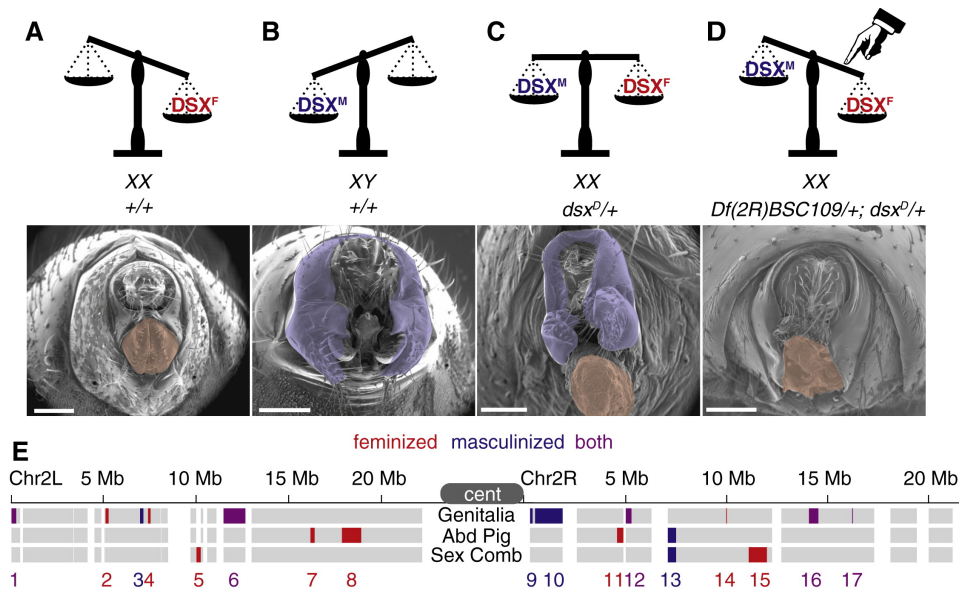 A
B
C
D
DSXF
DSXM
DSXM DSXF
DSXM
DSXF
XX
XY
XX
XX
+/+
+/+
dsxD/+
Df(2R)BSC109/+; dsxD/+
E
feminized masculinized both
Chr2L 5 Mb 10 Mb 15 Mb 20 Mb Chr2R 5 Mb 10 Mb 15 Mb 20 Mb
cent
Genitalia
Abd Pig
Sex Comb
1 2 3 4 5 6 7 8 9 10 11 12 13 14 15 16 17